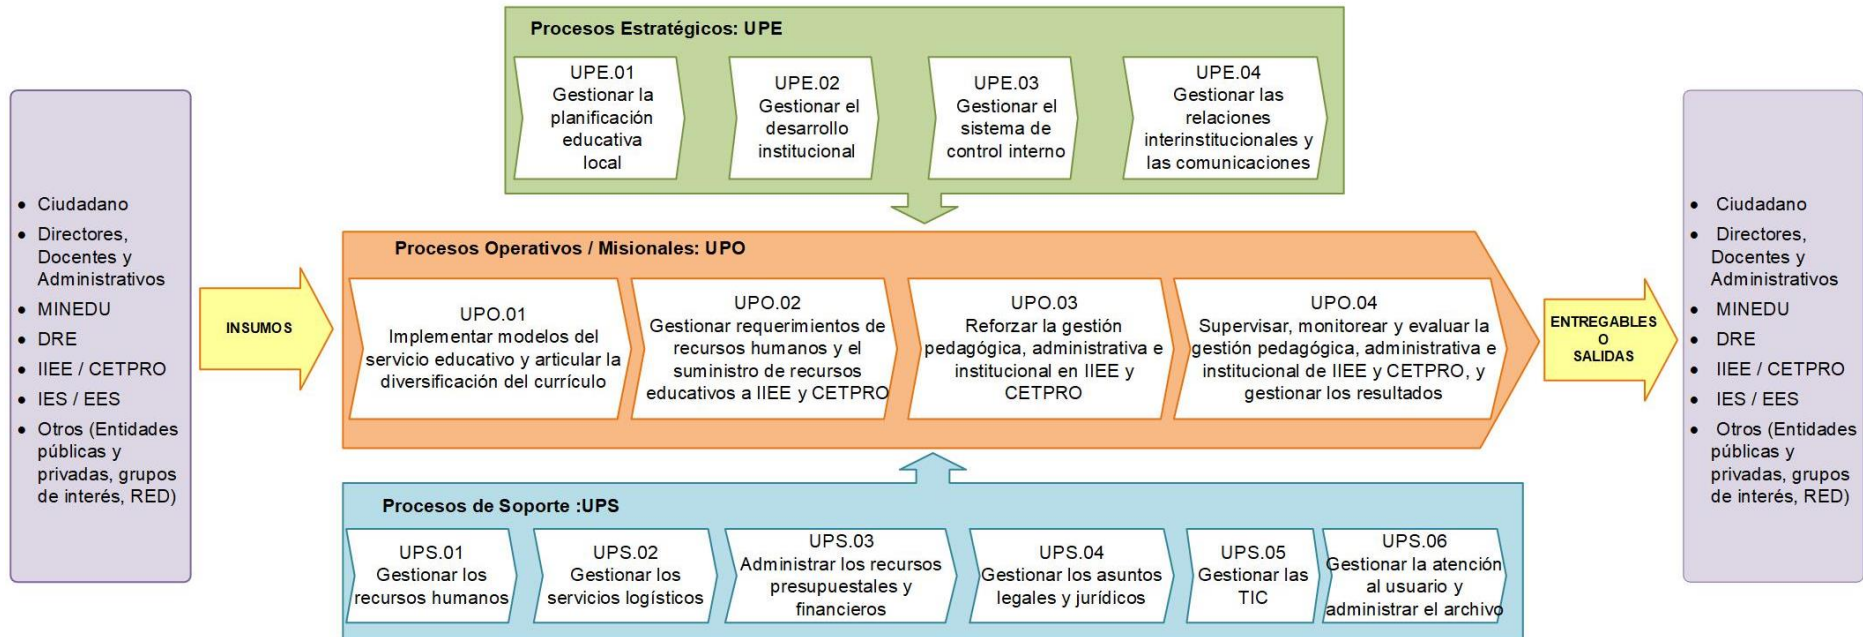 Procesos Estratégicos: UPE
UPE.01
Gestionar la
planificación
educativa
local
UPE.02
Gestionar el
desarrollo
institucional
UPE.03
Gestionar el
sistema de
control interno
UPE.04
Gestionar las
relaciones
interinstitucionales y
las comunicaciones
• Ciudadano
• Directores,
Docentes y
Administrativos
• MINEDU
• DRE
• IIEE / CETPRO
• IES / EES
• Otros (Entidades
públicas y
privadas, grupos
de interés, RED)
INSUMOS
Procesos Operativos / Misionales: UPO
UPO.01
Implementar modelos del
servicio educativo y articular la
diversificación del currículo
UPO.02
Gestionar requerimientos de
recursos humanos y el
suministro de recursos
educativos a IIEE y CETPRO
UPO.03
Reforzar la gestión
pedagógica, administrativa e
institucional en IIEE y
CETPRO
UPO.04
Supervisar, monitorear y evaluar la
gestión pedagógica, administrativa e
institucional de IIEE y CETPRO, y
gestionar los resultados
ENTREGABLES
O
SALIDAS
• Ciudadano
• Directores,
Docentes y
Administrativos
• MINEDU
• DRE
• IIEE / CETPRO
• IES / EES
• Otros (Entidades
públicas y
privadas, grupos
de interés, RED)
Procesos de Soporte :UPS
UPS.01
Gestionar los
recursos humanos
UPS.02
Gestionar los
servicios logísticos
UPS.03
Administrar los recursos
presupuestales y
financieros
UPS.04
Gestionar los asuntos
legales y jurídicos
UPS.05
Gestionar las
TIC
UPS.06
Gestionar la atención
al usuario y
administrar el archivo